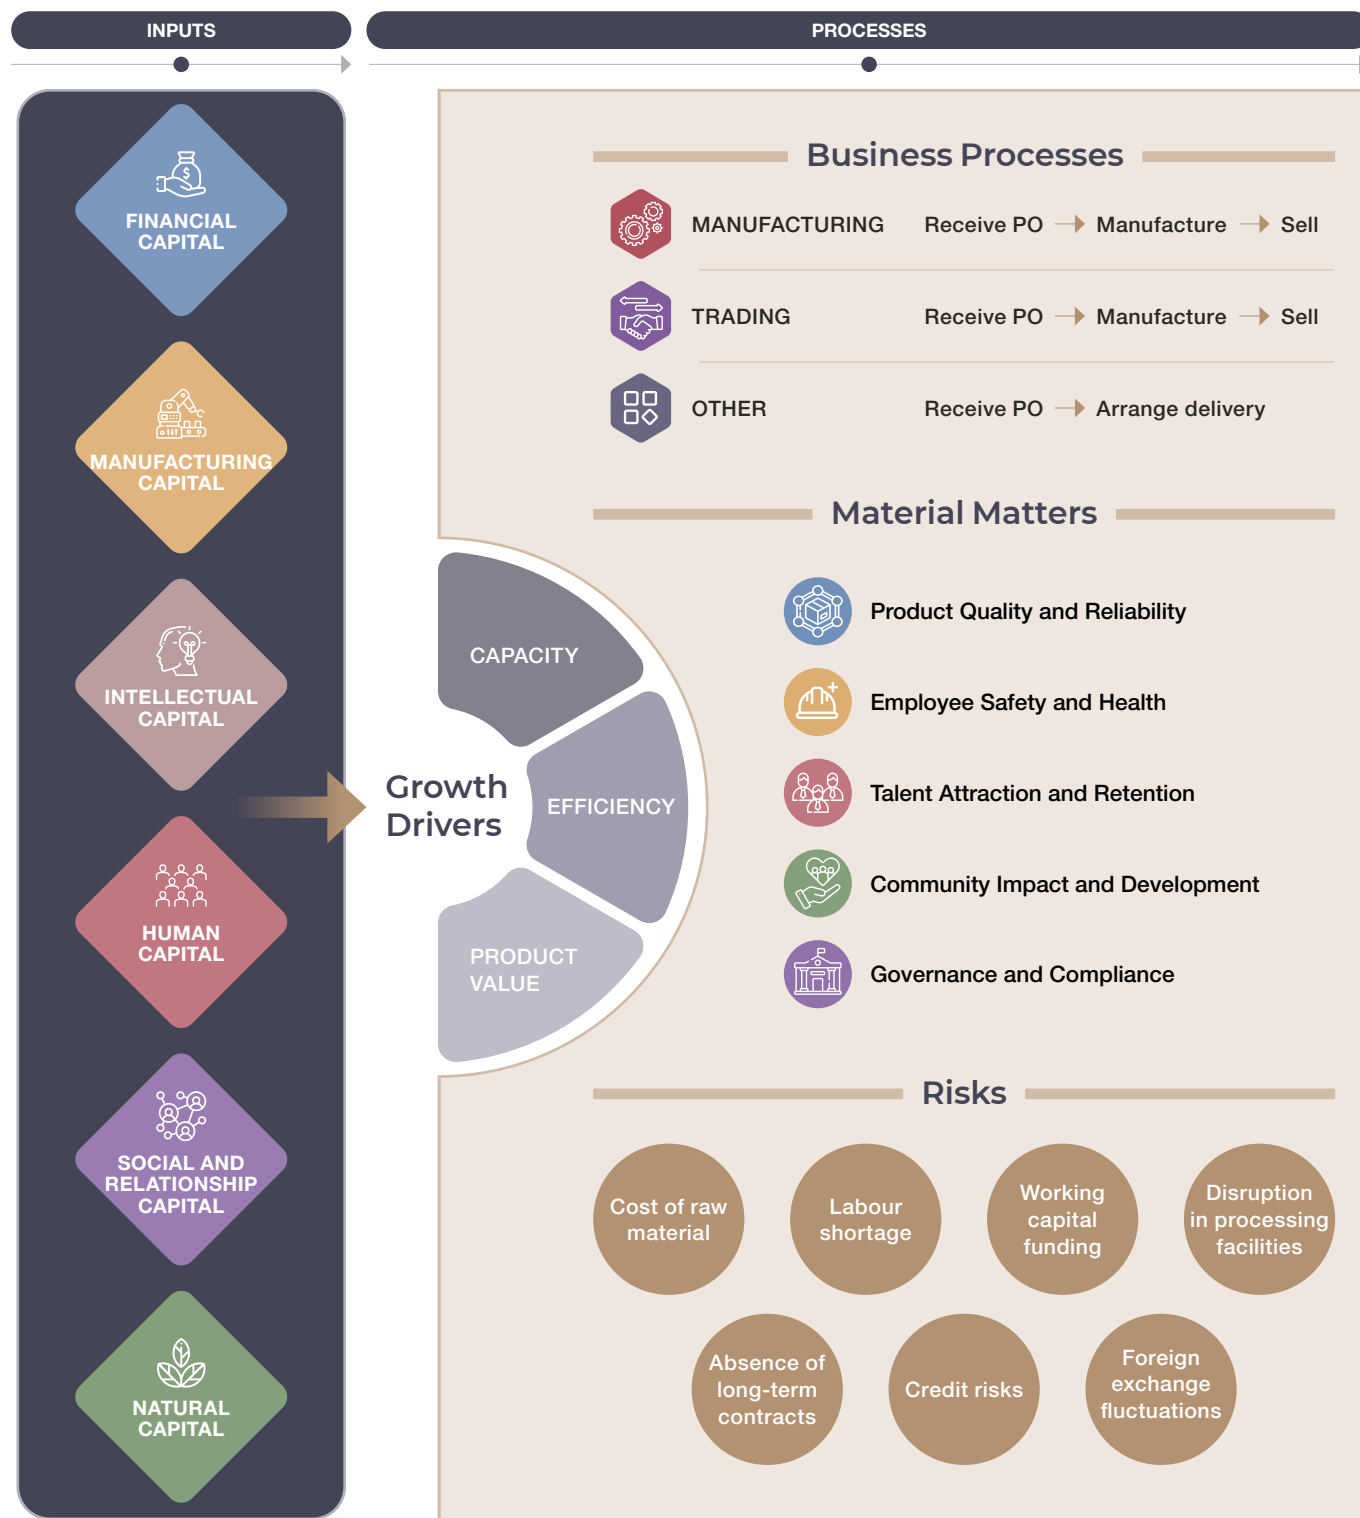 INPUTS
PROCESSES
FINANCIAL
CAPITAL
MANUFACTURING
CAPITAL
INTELLECTUAL
CAPITAL
HUMAN
CAPITAL
SOCIAL AND
RELATIONSHIP
CAPITAL
NATURAL
CAPITAL
Growth
Drivers
CAPACITY
EFFICIENCY
PRODUCT
VALUE
Business Processes
MANUFACTURING Receive PO Manufacture Sell
TRADING Receive PO Manufacture Sell
OTHER Receive PO Arrange delivery
Material Matters
Product Quality and Reliability
Employee Safety and Health
Talent Attraction and Retention
Community Impact and Development
Governance and Compliance
Risks
Cost of raw
material
Labour
shortage
Working
capital
funding
Disruption
in processing
facilities
Absence of
long-term
contracts
Credit risks
Foreign
exchange
fluctuations